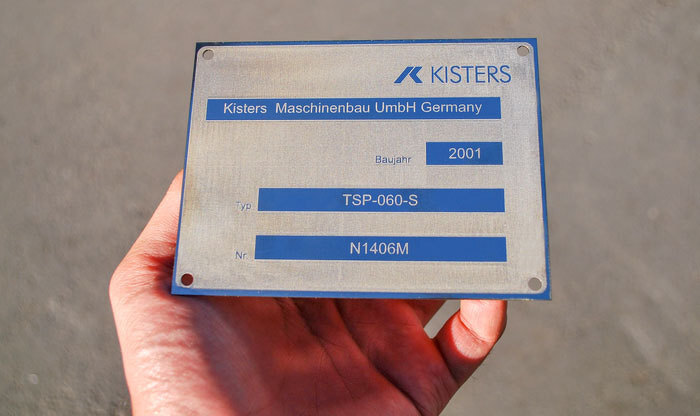 KISTERS
Kisters Maschinenbau UmbH Germany
Baujahr 2001
Typ TSP-060-S
Nr. N1406M